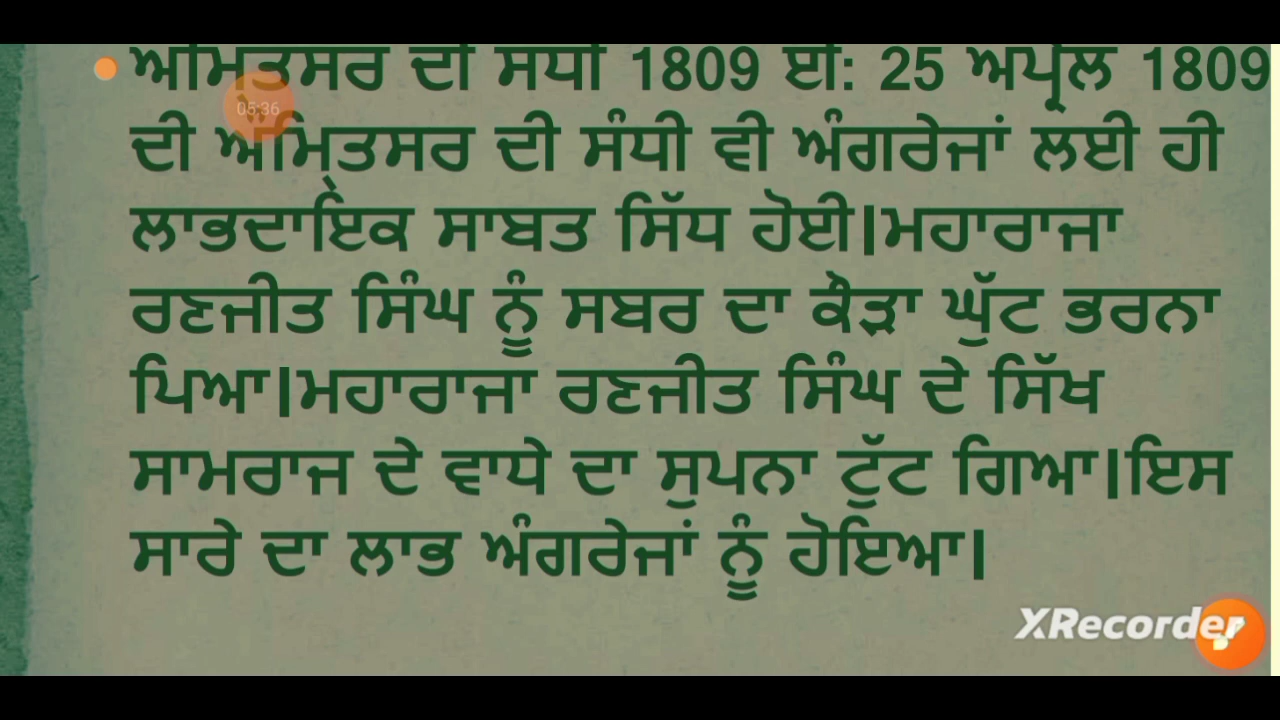 ਅੰਮ੍ਰਿਤਸਰ ਦੀ ਸੰਧੀ 1809 ਈ: 25 ਅਪ੍ਰੈਲ 1809
05:36
ਦੀ ਅੰਮ੍ਰਿਤਸਰ ਦੀ ਸੰਧੀ ਵੀ ਅੰਗਰੇਜਾਂ ਲਈ ਹੀ
ਲਾਭਦਾਇਕ ਸਾਬਤ ਸਿੱਧ ਹੋਈ।ਮਹਾਰਾਜਾ
ਰਣਜੀਤ ਸਿੰਘ ਨੂੰ ਸਬਰ ਦਾ ਕੌੜਾ ਘੁੱਟ ਭਰਨਾ
ਪਿਆ।ਮਹਾਰਾਜਾ ਰਣਜੀਤ ਸਿੰਘ ਦੇ ਸਿੱਖ
ਸਾਮਰਾਜ ਦੇ ਵਾਧੇ ਦਾ ਸੁਪਨਾ ਟੁੱਟ ਗਿਆ।ਇਸ
ਸਾਰੇ ਦਾ ਲਾਭ ਅੰਗਰੇਜਾਂ ਨੂੰ ਹੋਇਆ।
XRecorder